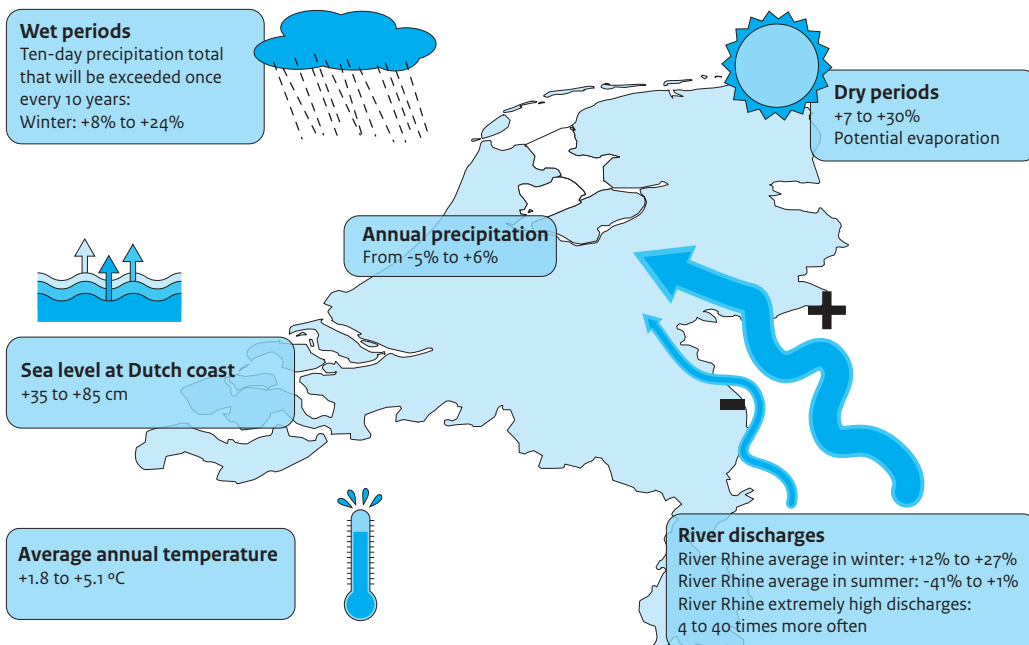 Wet periods
Ten-day precipitation total
that will be exceeded once
every 10 years:
Winter: +8% to +24%
Dry periods
+7 to +30%
Potential evaporation
Annual precipitation
From -5% to +6%
+
Sea level at Dutch coast
+35 to +85 cm
-
Average annual temperature
+1.8 to +5.1 ºC
River discharges
River Rhine average in winter: +12% to +27%
River Rhine average in summer: -41% to +1%
River Rhine extremely high discharges:
4 to 40 times more often